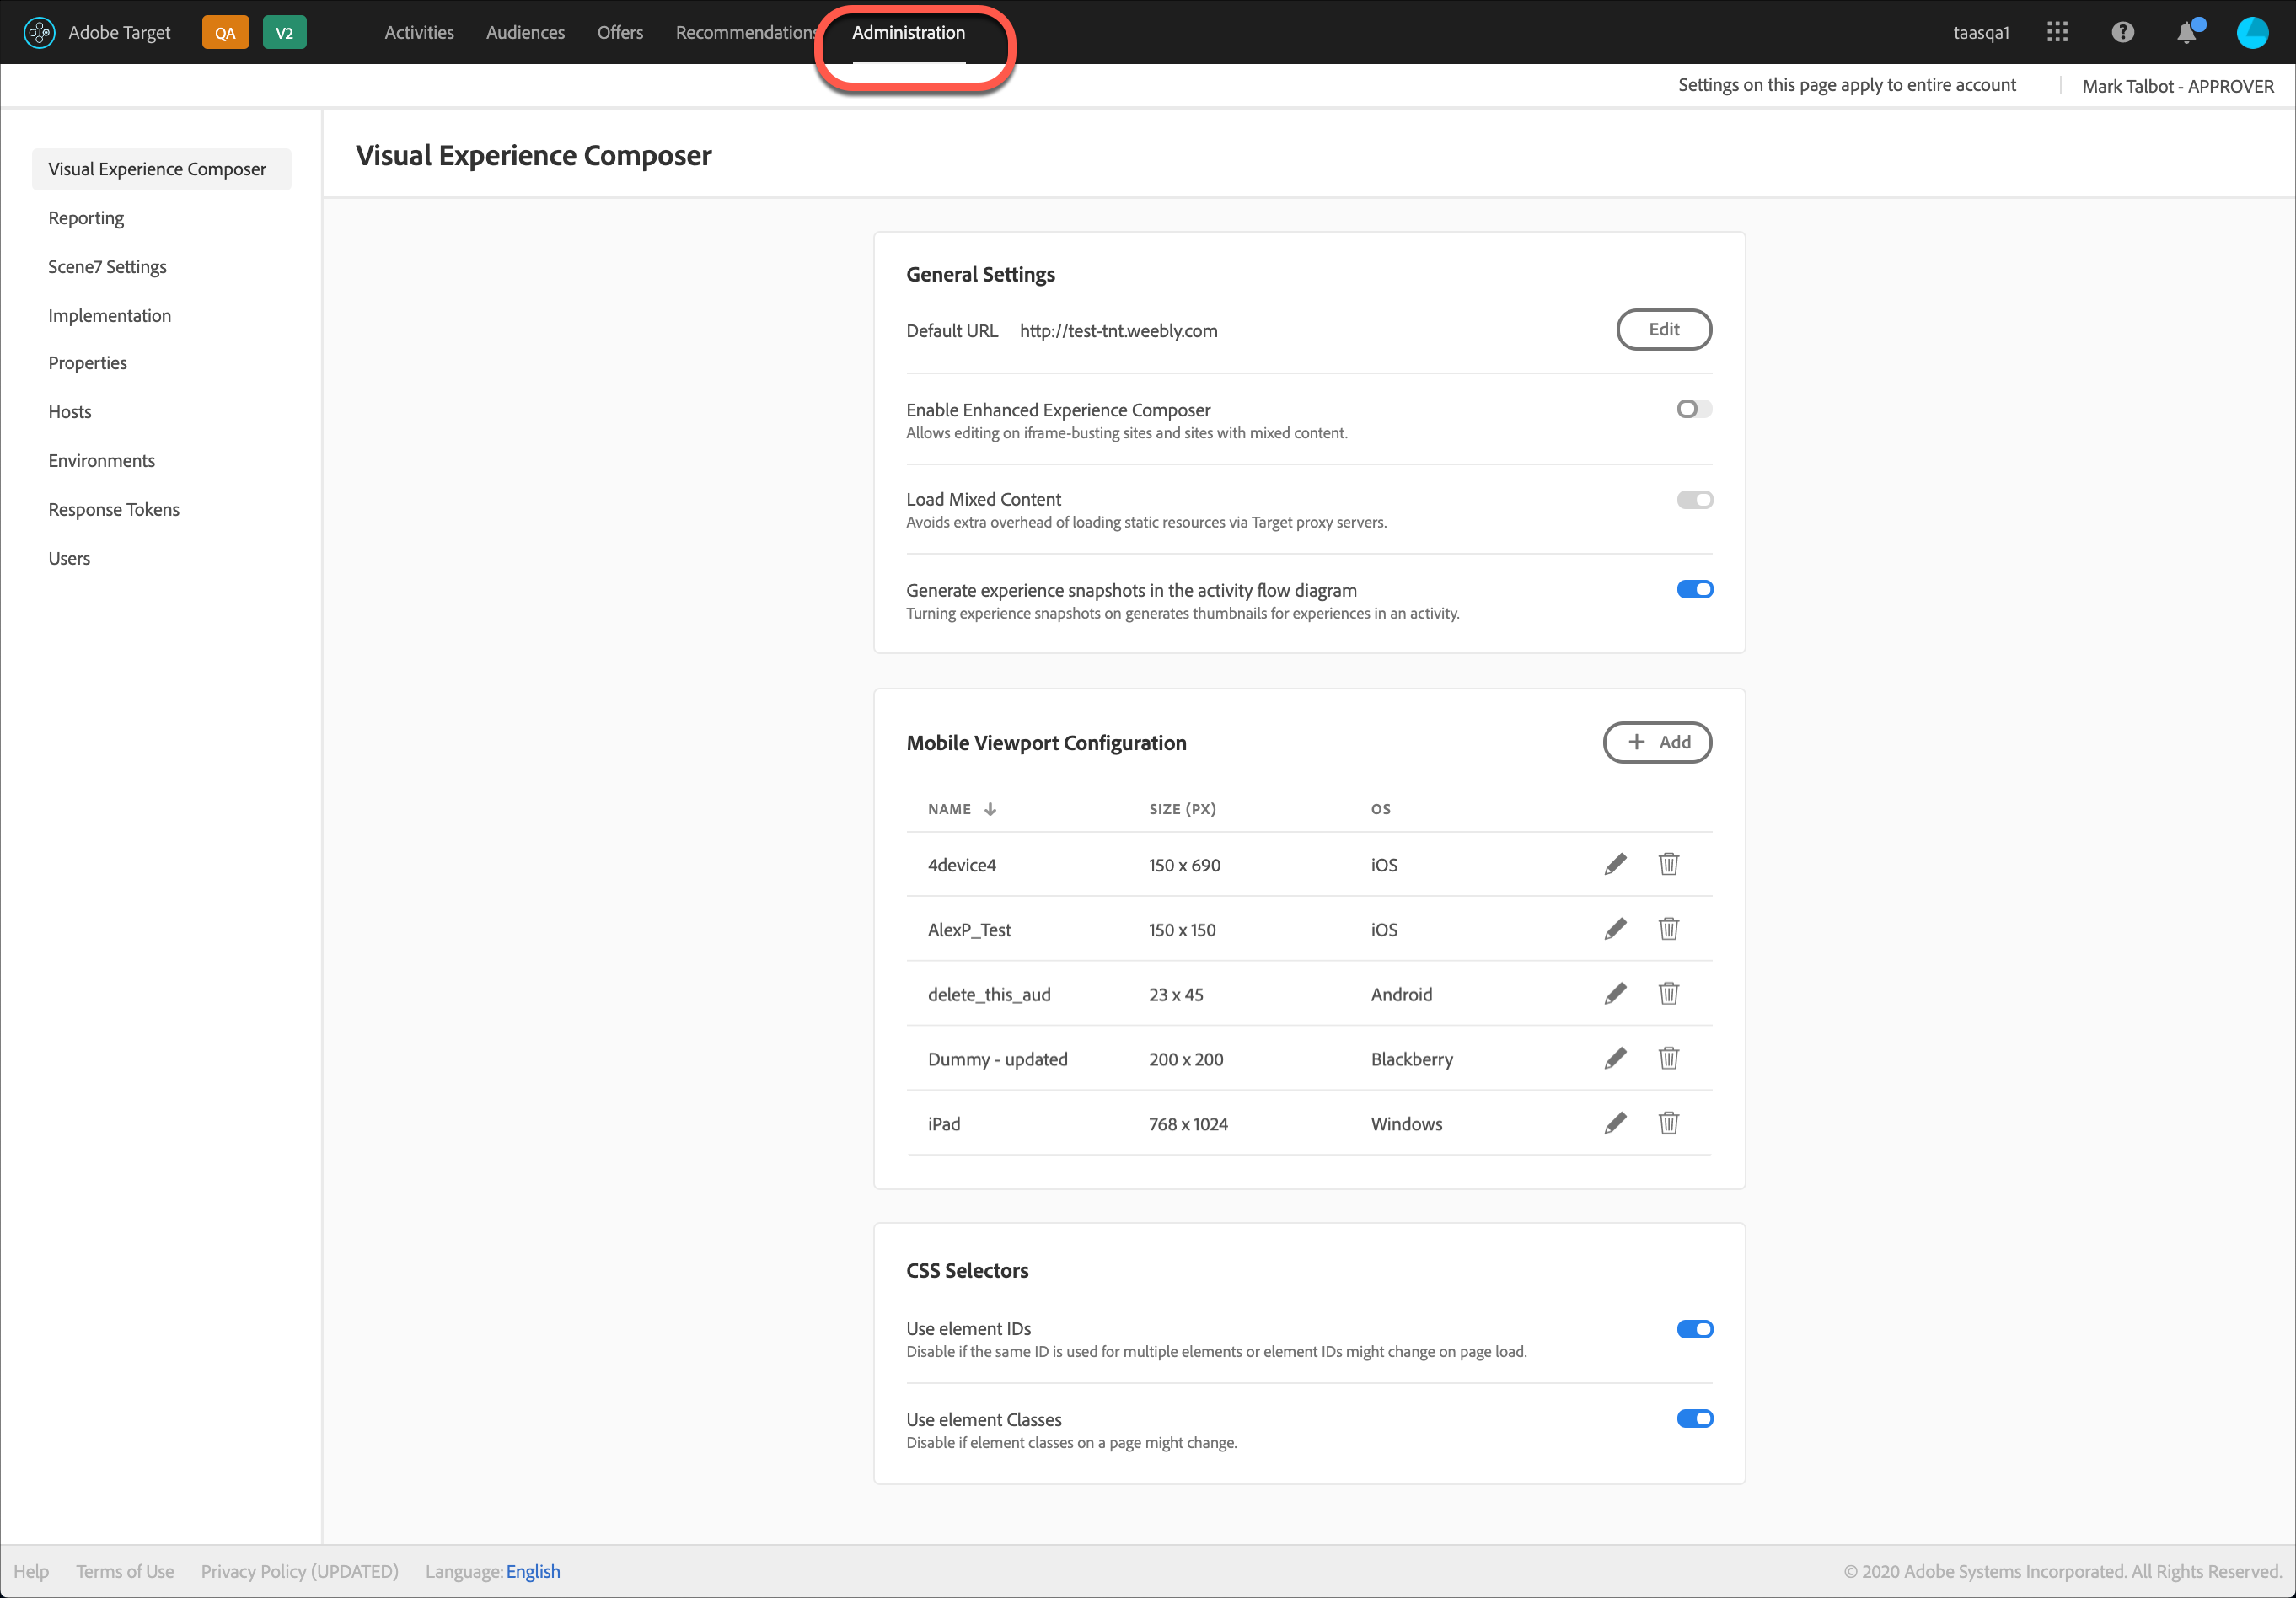 Adobe Target QA V2 Activities Audiences Offers Recommendations Administration taasqa1
Settings on this page apply to entire account Mark Talbot - APPROVER
Visual Experience Composer
Reporting
Scene7 Settings
Implementation
Properties
Hosts
Environments
Response Tokens
Users
Visual Experience Composer
General Settings
Default URL http://test-tnt.weebly.com Edit
Enable Enhanced Experience Composer
Allows editing on iframe-busting sites and sites with mixed content.
Load Mixed Content
Avoids extra overhead of loading static resources via Target proxy servers.
Generate experience snapshots in the activity flow diagram
Turning experience snapshots on generates thumbnails for experiences in an activity.
Mobile Viewport Configuration + Add
NAME SIZE (PX) OS
4device4 150 x 690 iOS
AlexP_Test 150 x 150 iOS
delete_this_aud 23 x 45 Android
Dummy - updated 200 x 200 Blackberry
iPad 768 x 1024 Windows
CSS Selectors
Use element IDs
Disable if the same ID is used for multiple elements or element IDs might change on page load.
Use element Classes
Disable if element classes on a page might change.
Help Terms of Use Privacy Policy (UPDATED) Language: English © 2020 Adobe Systems Incorporated. All Rights Reserved.